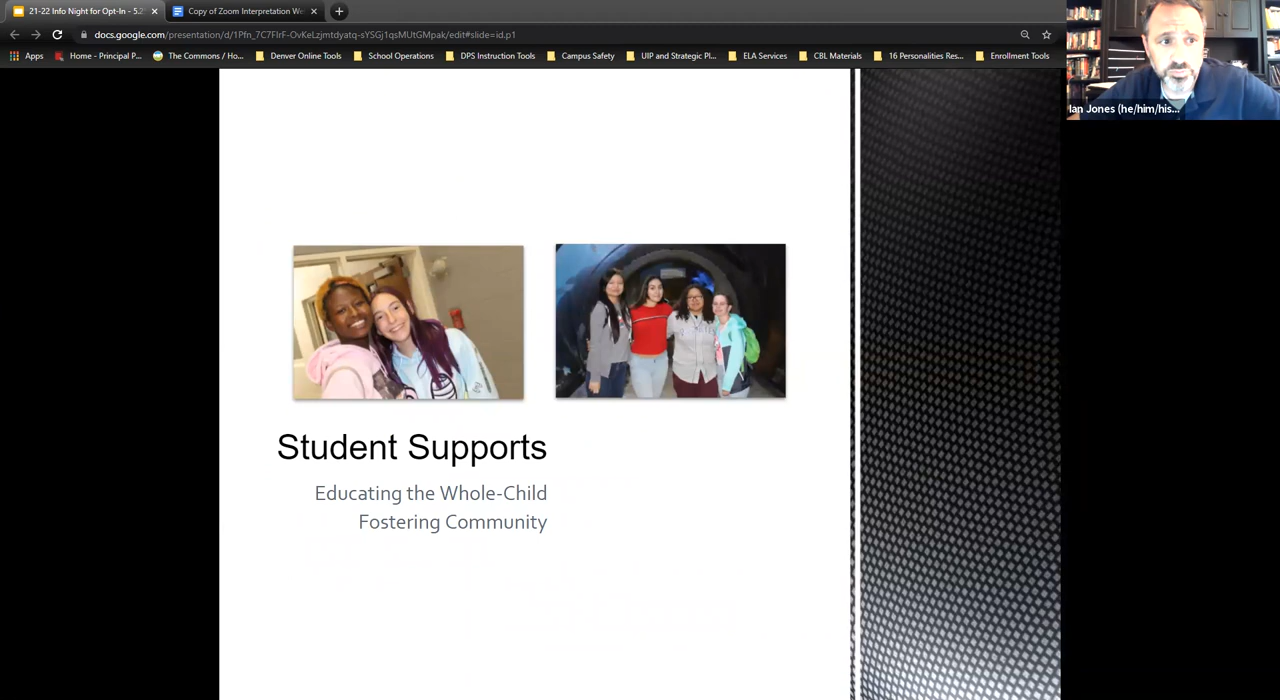 21-22 Info Night for Opt-In - 5.2
Copy of Zoom Interpretation We
docs.google.com/presentation/d/1Pfn_7C7FIrF-OvKeLzjmtdyatq-sYSGj1qsMUtGMpak/edit#slide=id.p1
Apps Home - Principal P... The Commons / Ho... Denver Online Tools School Operations DPS Instruction Tools Campus Safety UIP and Strategic Pl... ELA Services CBL Materials 16 Personalities Res... Enrollment Tools
Ian Jones (he/him/his...
Student Supports
Educating the Whole-Child
Fostering Community